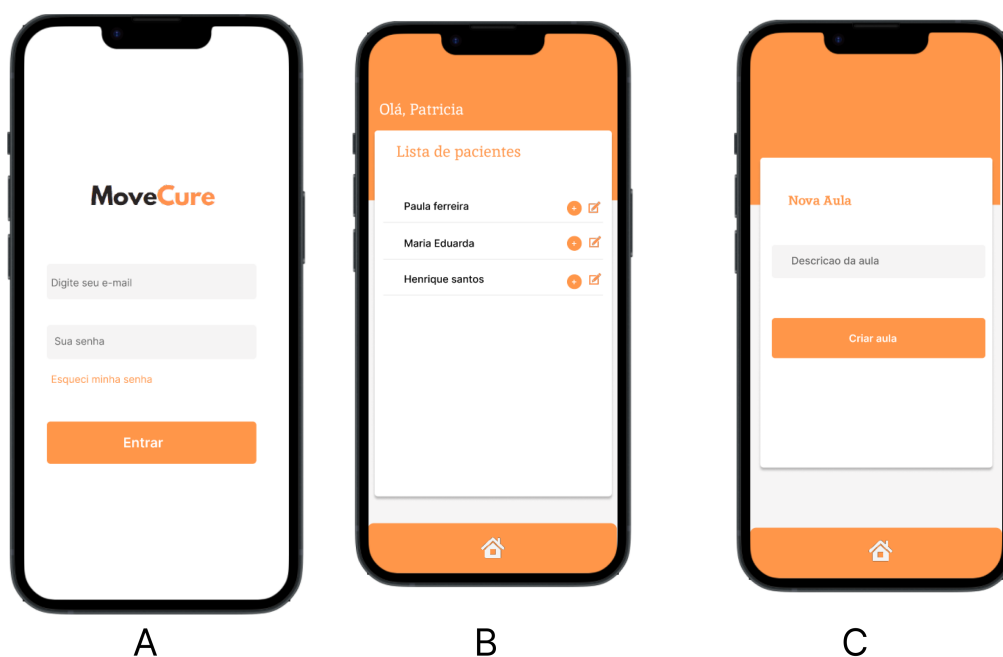 MoveCure
Digite seu e-mail
Sua senha
Esqueci minha senha
Entrar
A
Olá, Patricia
Lista de pacientes
Paula ferreira
Maria Eduarda
Henrique santos
B
Nova Aula
Descricao da aula
Criar aula
C